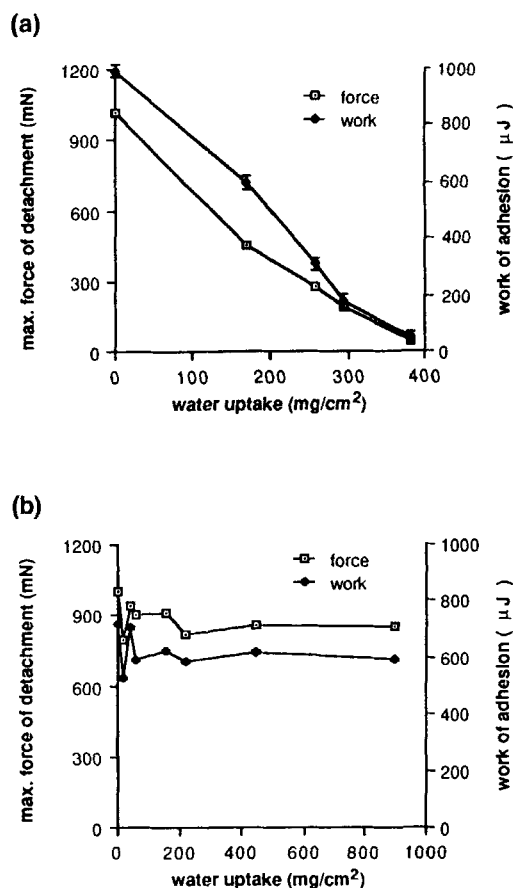 (a)
max. force of detachment (mN)
1200
900
600
300
0
force
work
1000
800
600
400
200
0
work of adhesion ( µJ )
0
100
200
300
400
water uptake (mg/cm²)
(b)
max. force of detachment (mN)
1200
900
600
300
0
force
work
1000
800
600
400
200
0
work of adhesion ( µJ )
0
200
400
600
800
1000
water uptake (mg/cm²)